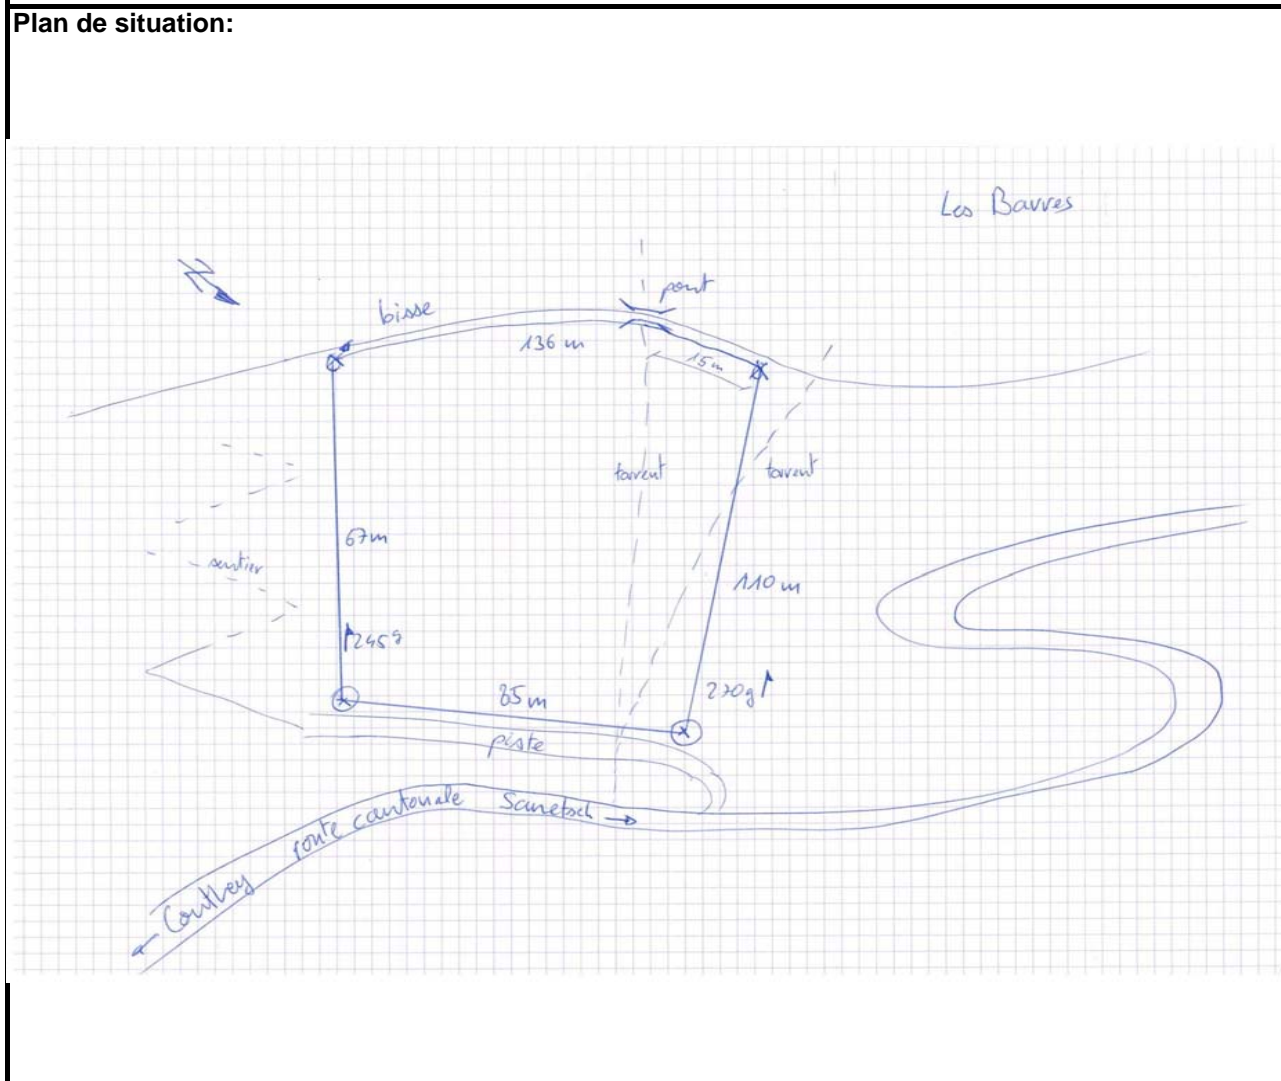 Plan de situation:
Les Barres
N
pont
bisse
136 m
15 m
torrent
torrent
67m
sentier
110 m
245g
85m
270g
piste
route cantonale Sanetsch →
← Conthey